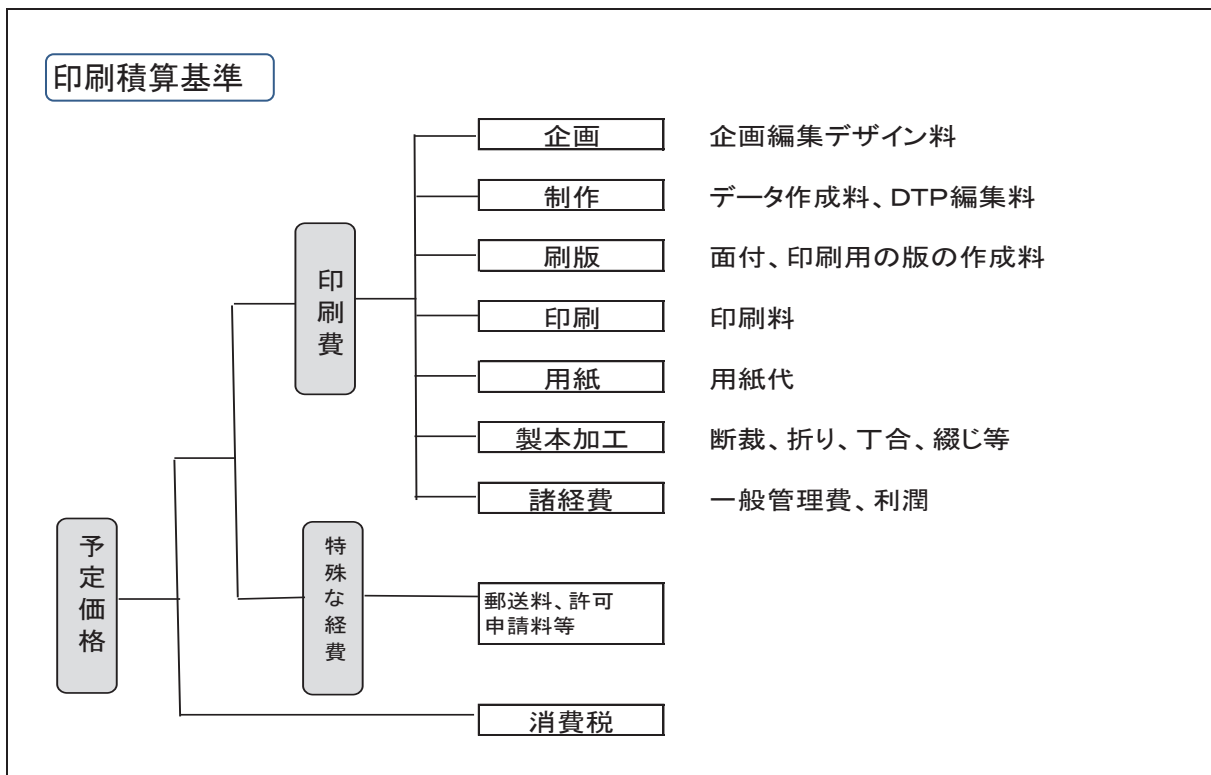 印刷積算基準
企画 企画編集デザイン料
制作 データ作成料、DTP編集料
刷版 面付、印刷用の版の作成料
印刷費
印刷 印刷料
用紙 用紙代
製本加工 断裁、折り、丁合、綴じ等
諸経費 一般管理費、利潤
予定価格
特殊な経費
郵送料、許可
申請料等
消費税